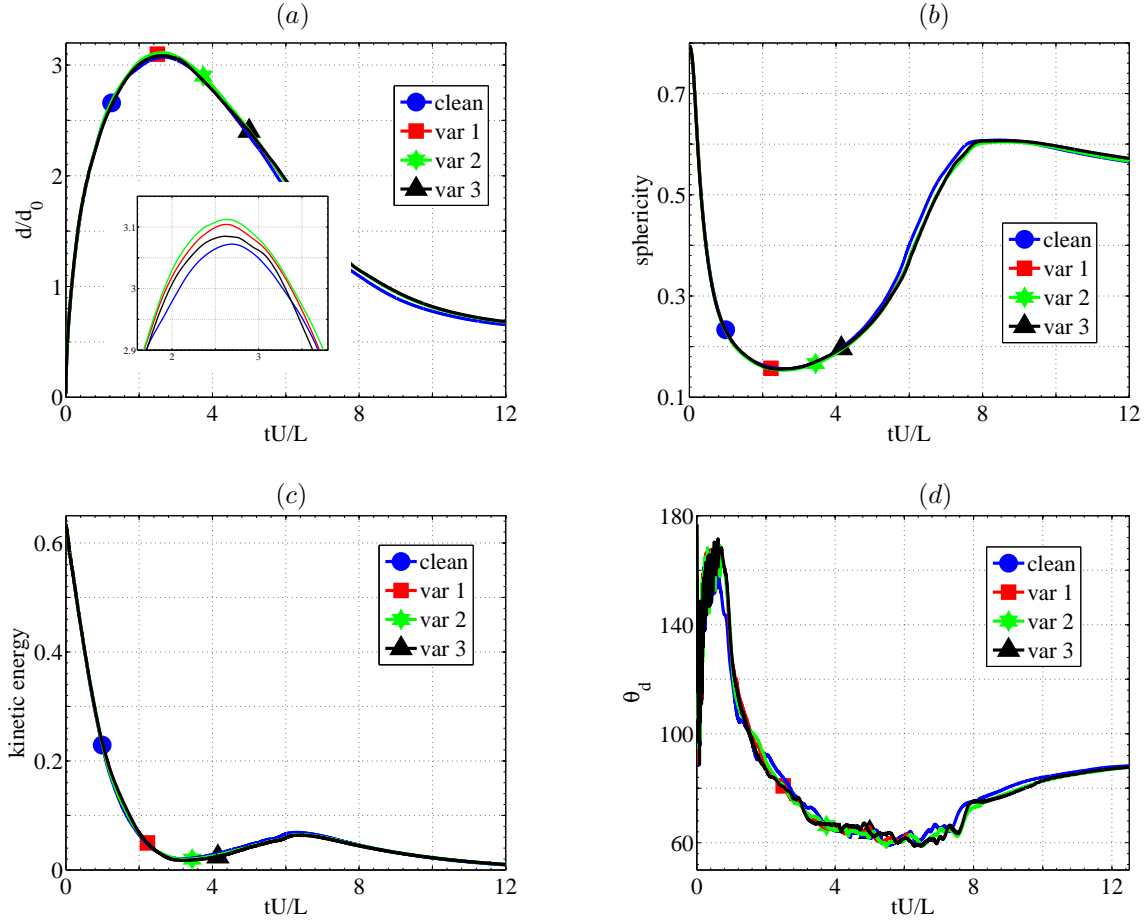 (a)
3
2
1
0
d/d0
0
4
8
12
tU/L
clean
var 1
var 2
var 3
3.1
3
2.9
2
3
(b)
0.7
0.5
0.3
0.1
sphericity
0
4
8
12
tU/L
clean
var 1
var 2
var 3
(c)
0.6
0.4
0.2
0
kinetic energy
0
4
8
12
tU/L
clean
var 1
var 2
var 3
(d)
180
140
100
60
θd
0
4
8
12
tU/L
clean
var 1
var 2
var 3